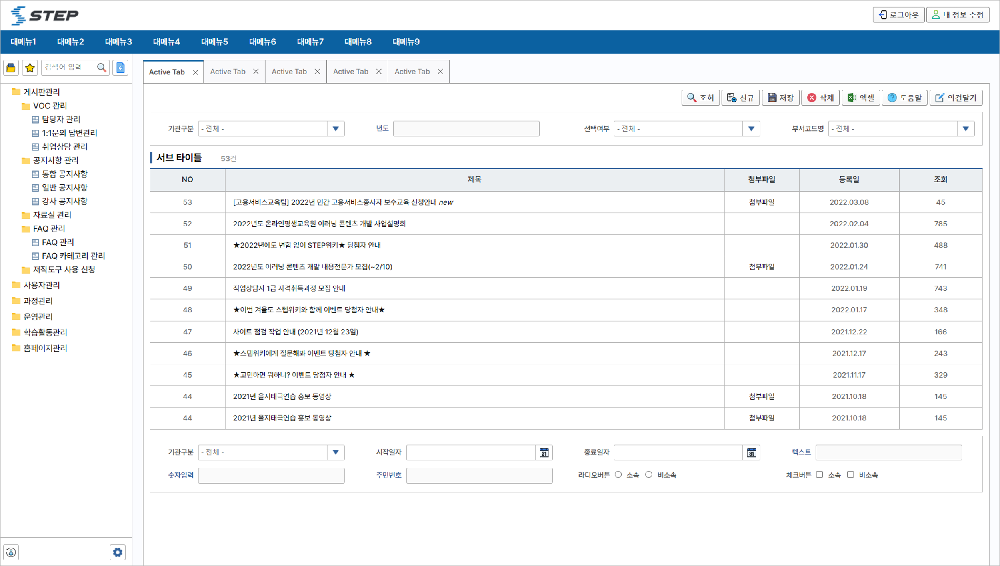 STEP
로그아웃 내 정보 수정
대메뉴1 대메뉴2 대메뉴3 대메뉴4 대메뉴5 대메뉴6 대메뉴7 대메뉴8 대메뉴9
검색어 입력
게시판관리
VOC 관리
담당자 관리
1:1문의 답변관리
취업상담 관리
공지사항 관리
통합 공지사항
일반 공지사항
강사 공지사항
자료실 관리
FAQ 관리
FAQ 관리
FAQ 카테고리 관리
저작도구 사용 신청
사용자관리
과정관리
운영관리
학습활동관리
홈페이지관리
Active Tab Active Tab Active Tab Active Tab Active Tab
조회 신규 저장 삭제 엑셀 도움말 의견달기
기관구분 - 전체 - 년도 선택여부 - 전체 - 부서코드명 - 전체 -
서브 타이틀 53건
NO 제목 첨부파일 등록일 조회
53 [고용서비스교육팀] 2022년 민간 고용서비스종사자 보수교육 신청안내 new 첨부파일 2022.03.08 45
52 2022년도 온라인평생교육원 이러닝 콘텐츠 개발 사업설명회 2022.02.04 785
51 ★2022년에도 변함 없이 STEP위키★ 당첨자 안내 2022.01.30 488
50 2022년도 이러닝 콘텐츠 개발 내용전문가 모집(~2/10) 첨부파일 2022.01.24 741
49 직업상담사 1급 자격취득과정 모집 안내 2022.01.19 743
48 ★이번 겨울도 스텝위키와 함께 이벤트 당첨자 안내★ 2022.01.17 348
47 사이트 점검 작업 안내 (2021년 12월 23일) 2021.12.22 166
46 ★스텝위키에게 질문해봐 이벤트 당첨자 안내 ★ 2021.12.17 243
45 ★고민하면 뭐하니? 이벤트 당첨자 안내 ★ 2021.11.17 329
44 2021년 을지태극연습 홍보 동영상 첨부파일 2021.10.18 145
44 2021년 을지태극연습 홍보 동영상 첨부파일 2021.10.18 145
기관구분 - 전체 - 시작일자 31 종료일자 31 텍스트
숫자입력 주민번호 라디오버튼 소속 비소속 체크버튼 소속 비소속